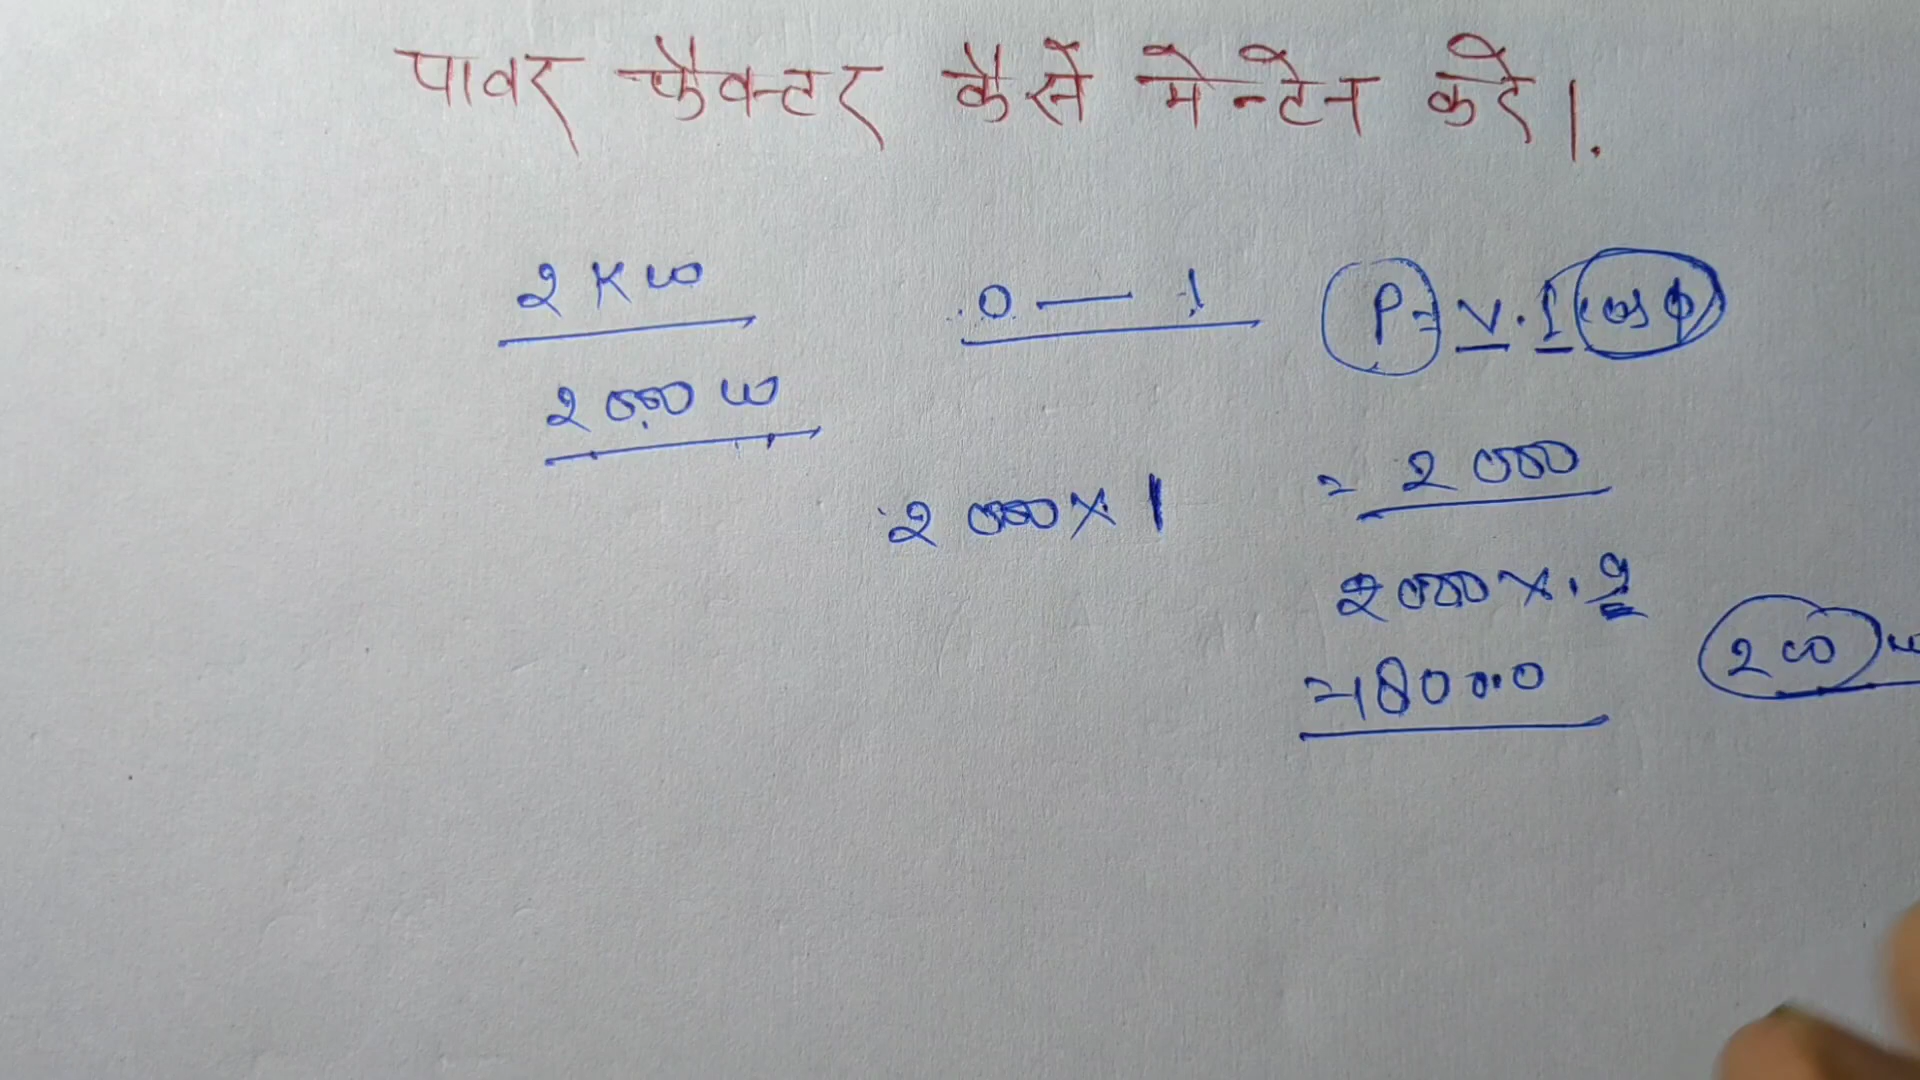 पावर फैक्टर कैसे मेन्टेन करे।.
2 KW 0 — 1 P = V.I cos φ
2000 W
= 2000
2000 x 1
2000 x .9
=1800.0 200 W